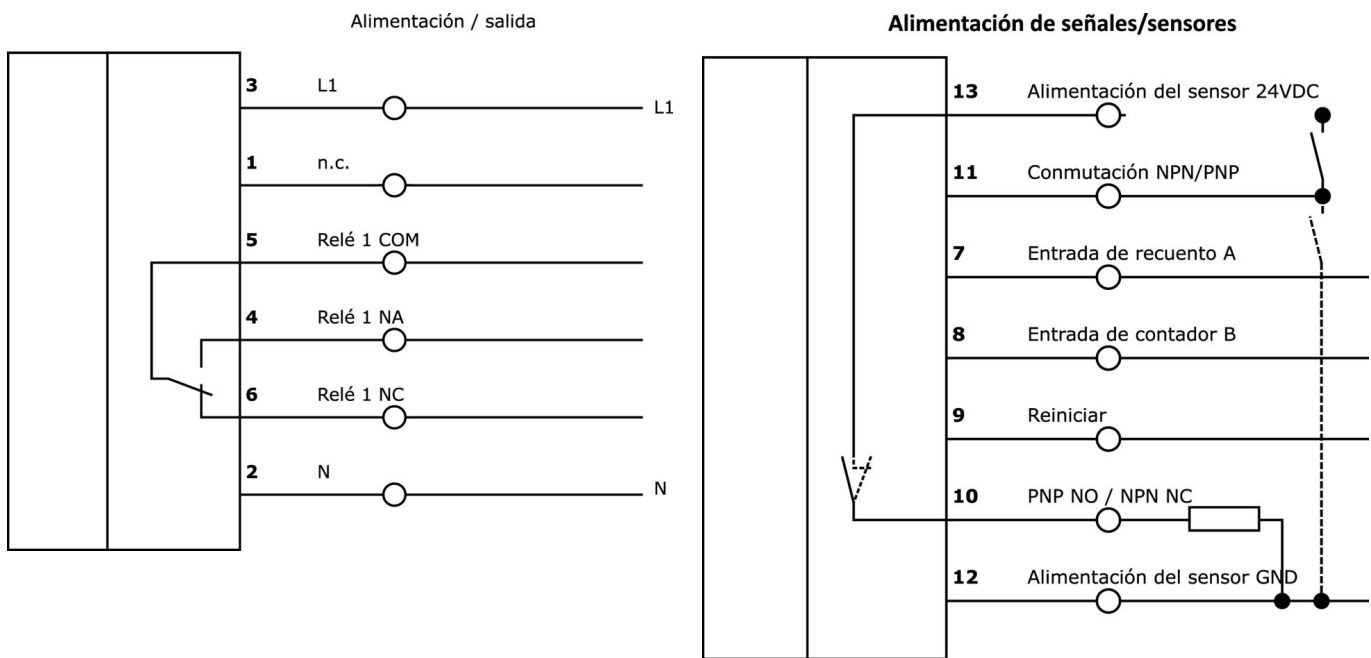 Alimentación / salida
3 L1
L1
1 n.c.
5 Relé 1 COM
4 Relé 1 NA
6 Relé 1 NC
2 N
N
Alimentación de señales/sensores
13 Alimentación del sensor 24VDC
11 Conmutación NPN/PNP
7 Entrada de recuento A
8 Entrada de contador B
9 Reiniciar
10 PNP NO / NPN NC
12 Alimentación del sensor GND